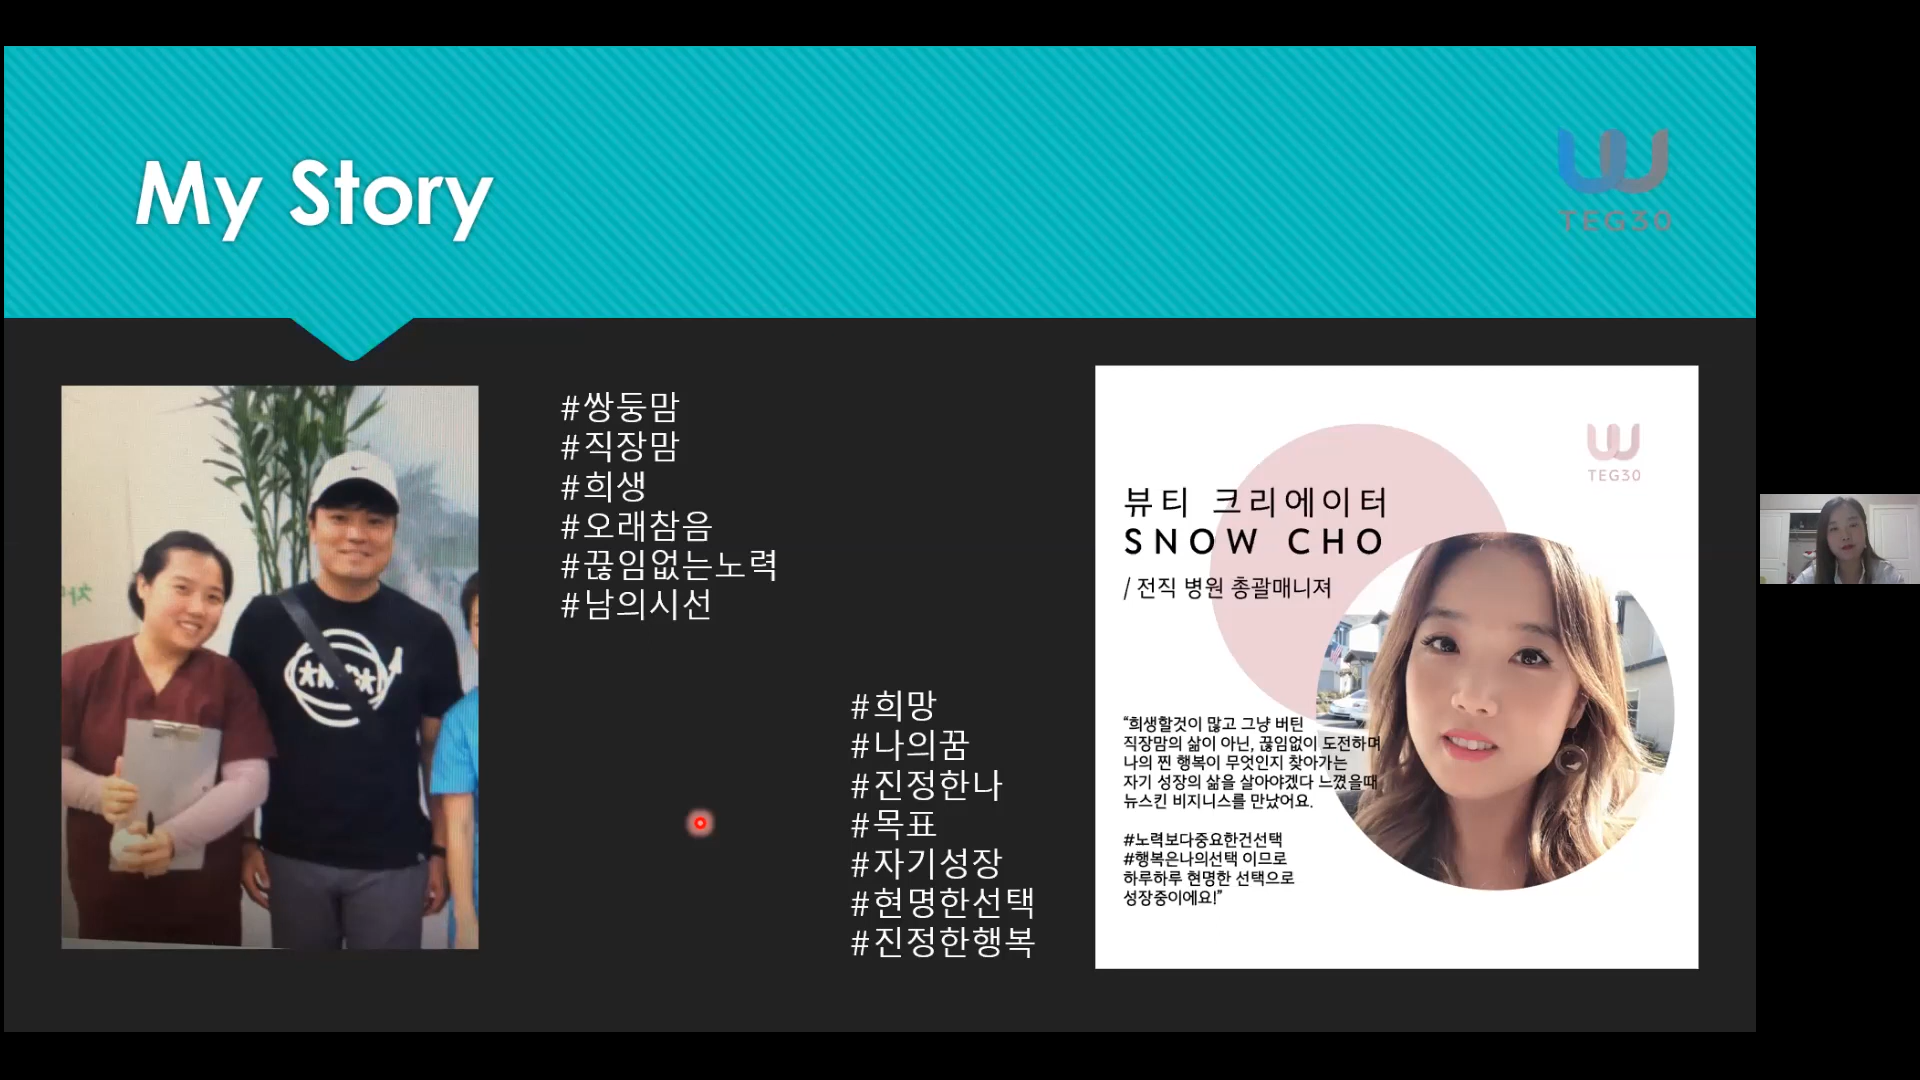 My Story
TEG30
#쌍둥맘
#직장맘
#희생
#오래참음
#끊임없는노력
#남의시선
#희망
#나의꿈
#진정한나
#목표
#자기성장
#현명한선택
#진정한행복
TEG30
뷰티 크리에이터
SNOW CHO
/ 전직 병원 총괄매니져
“희생할것이 많고 그냥 버틴
직장맘의 삶이 아닌, 끊임없이 도전하며
나의 찐 행복이 무엇인지 찾아가는
자기 성장의 삶을 살아야겠다 느꼈을때
뉴스킨 비지니스를 만났어요.
#노력보다중요한건선택
#행복은나의선택 이므로
하루하루 현명한 선택으로
성장중이에요!”